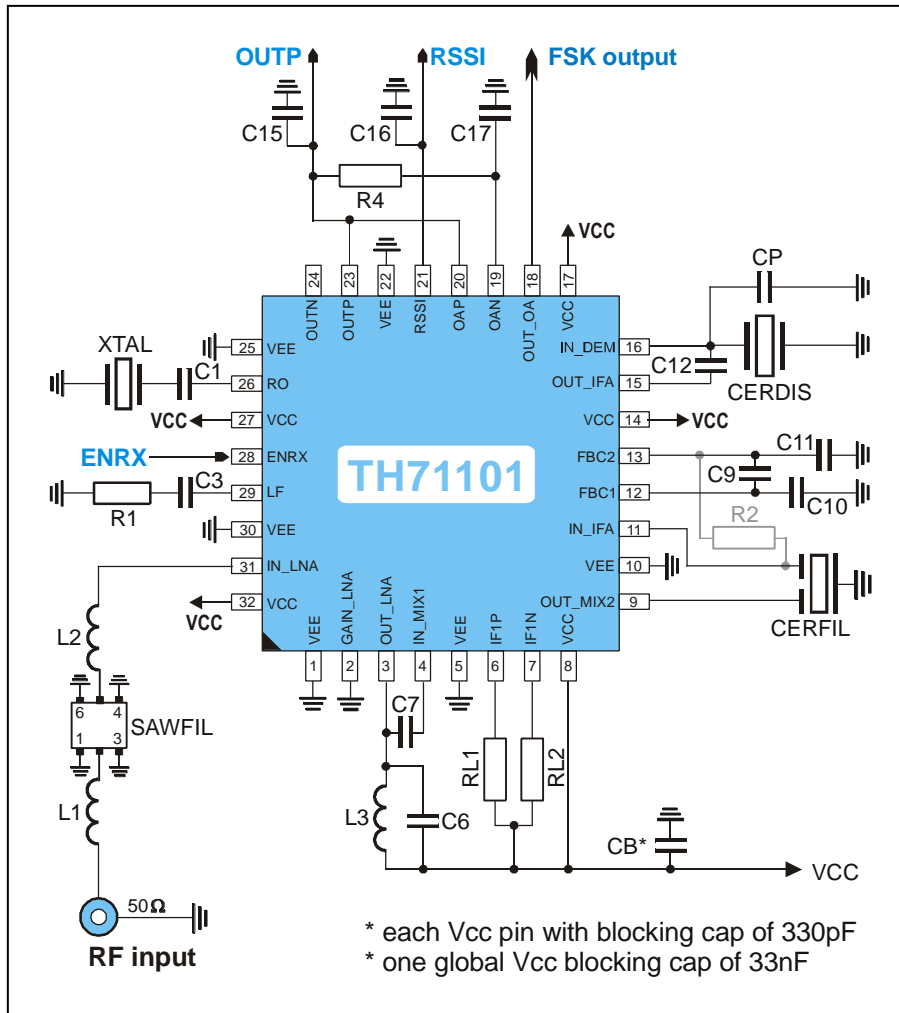 OUTP RSSI FSK output
C15 C16 C17
R4
VCC
24 23 22 21 20 19 18 17
OUTN OUTP VEE RSSI OAP OAN OUT_OA VCC
CP
XTAL
C1
25 VEE
26 RO
VCC 27 VCC
ENRX 28 ENRX
R1 C3 29 LF
30 VEE
31 IN_LNA
VCC 32 VCC
TH71101
IN_DEM 16
C12
OUT_IFA 15
CERDIS
VCC 14 VCC
FBC2 13
C11
C9
FBC1 12
C10
IN_IFA 11
R2
VEE 10
OUT_MIX2 9
CERFIL
VEE GAIN_LNA OUT_LNA IN_MIX1 VEE IF1P IF1N VCC
1 2 3 4 5 6 7 8
L2
6 4
1 3
SAWFIL
L1
C7
RL1 RL2
L3 C6
CB*
VCC
50Ω
RF input
* each Vcc pin with blocking cap of 330pF
* one global Vcc blocking cap of 33nF